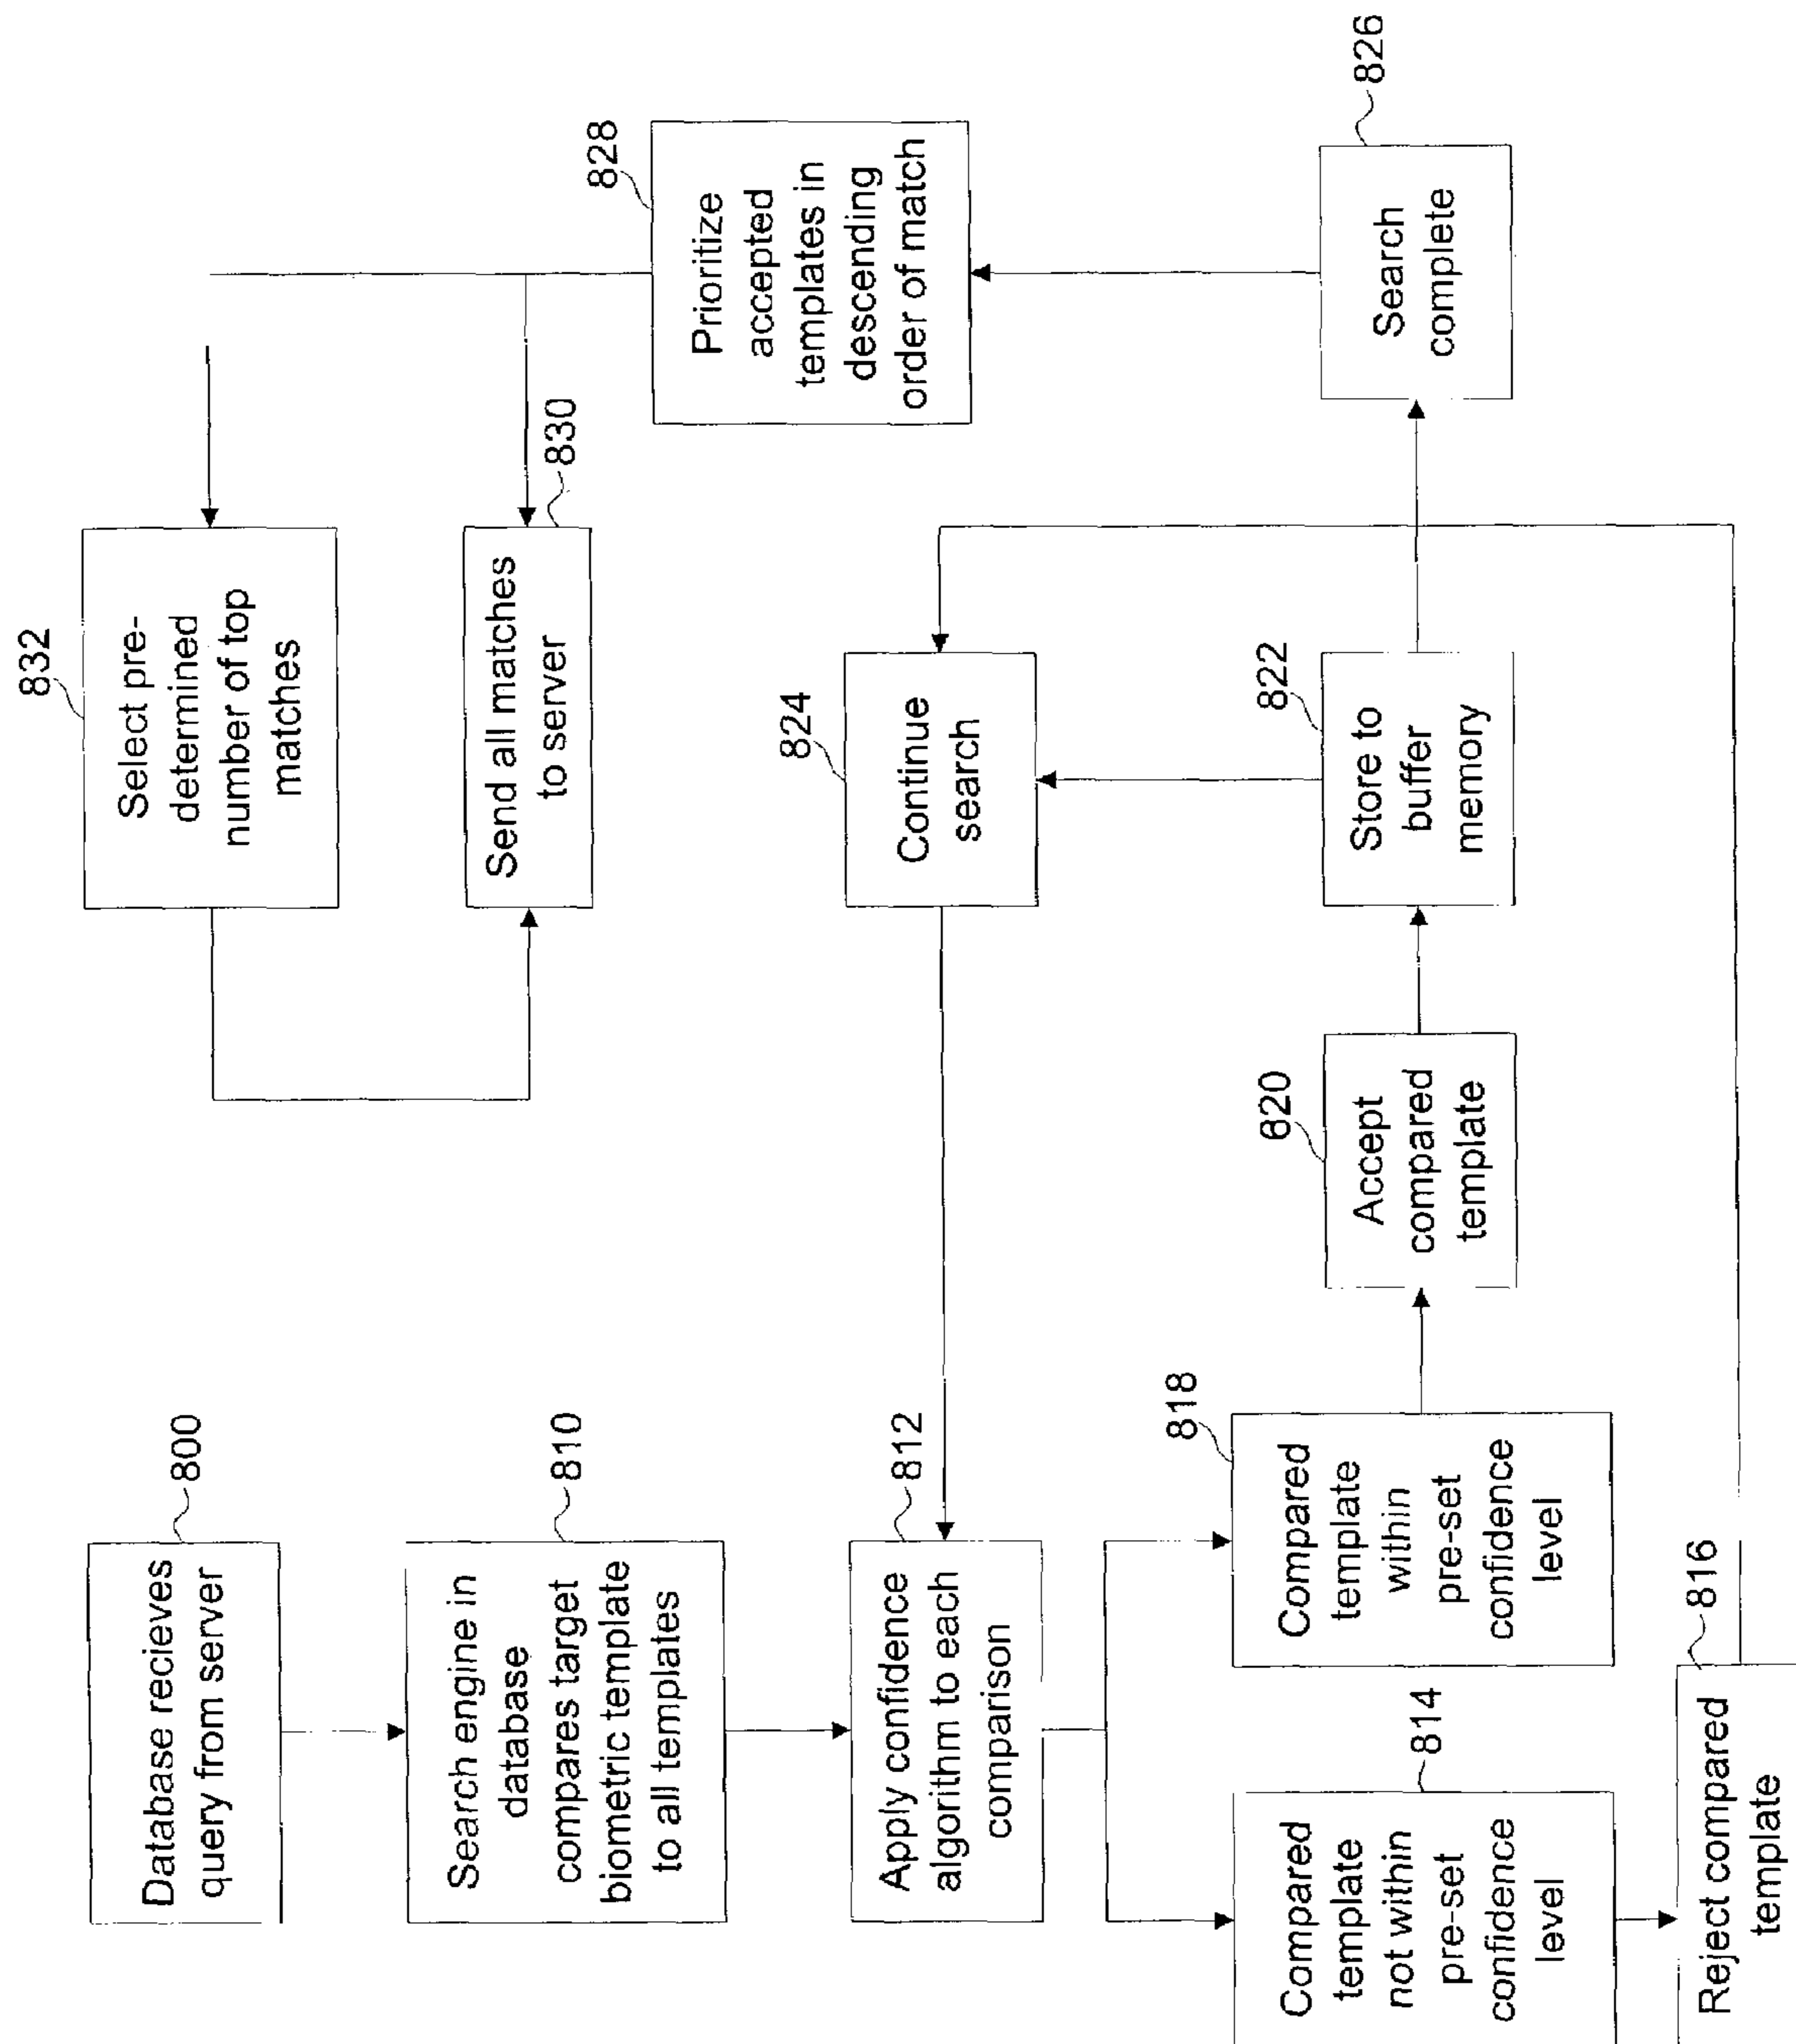 800
Database recieves
query from server
810
Search engine in
database
compares target
biometric template
to all templates
812
Apply confidence
algorithm to each
comparison
814
Compared
template
not within
pre-set
confidence
level
816
Reject compared
template
818
Compared
template
within
pre-set
confidence
level
620
Accept
compared
template
822
Store to
buffer
memory
824
Continue
search
826
Search
complete
828
Prioritize
accepted
templates in
descending
order of match
830
Send all matches
to server
832
Select pre-
determined
number of top
matches